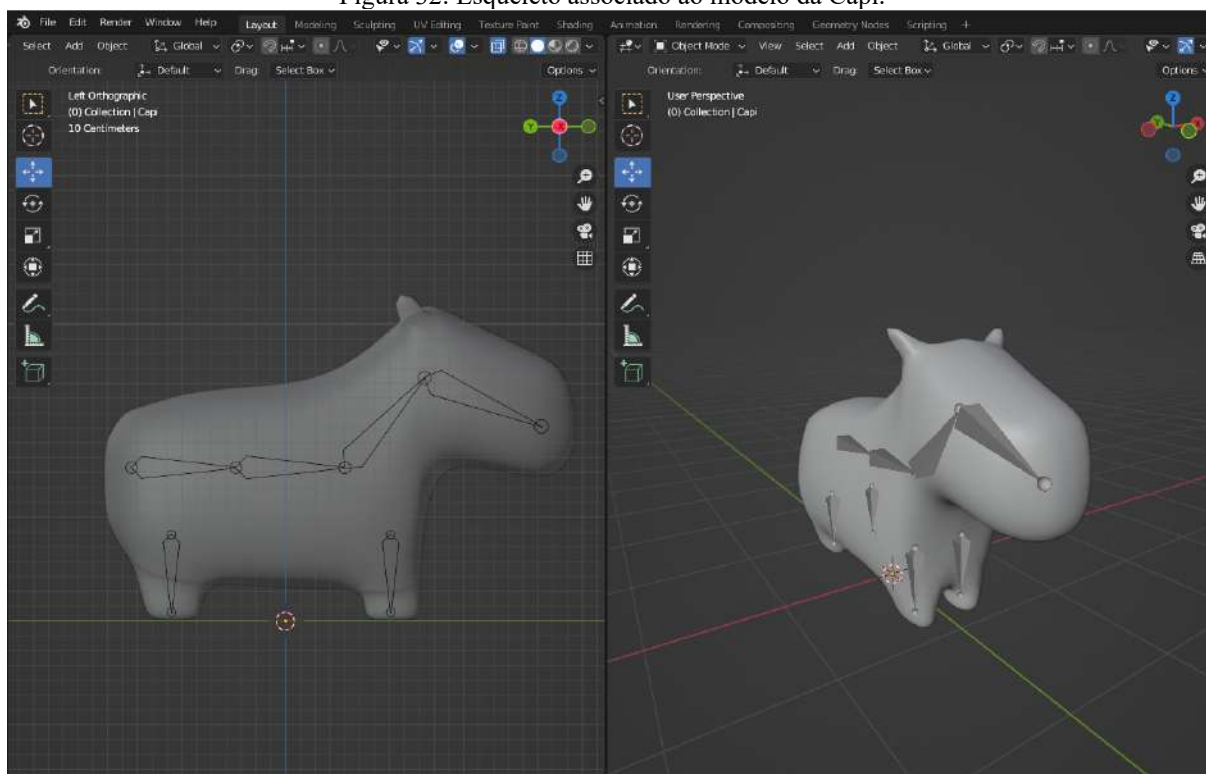 Figura 32: Esqueleto associado ao modelo da Capi.
File Edit Render Window Help Layout Modeling Sculpting UV Editing Texture Paint Shading Animation Rendering Compositing Geometry Nodes Scripting +
Select Add Object Global
Object Mode View Select Add Object Global
Orientation: Default Drag: Select Box Options
Orientation: Default Drag: Select Box Options
Left Orthographic
(0) Collection | Capi
10 Centimeters
User Perspective
(0) Collection | Capi
Z
Y
X
Z